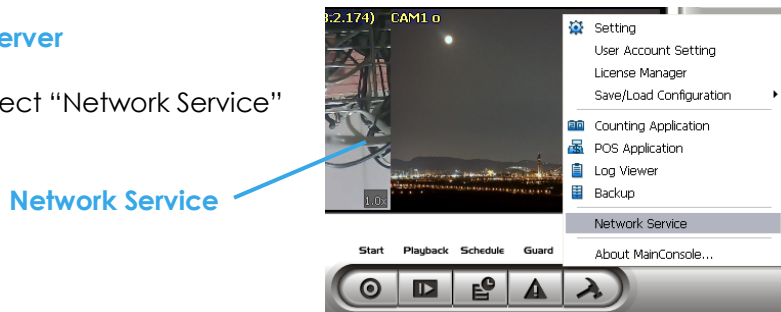 erver
ect “Network Service”
Network Service
3.2.174) CAM1 o
1.0x
Setting
User Account Setting
License Manager
Save/Load Configuration
Counting Application
POS Application
Log Viewer
Backup
Network Service
About MainConsole...
Start Playback Schedule Guard